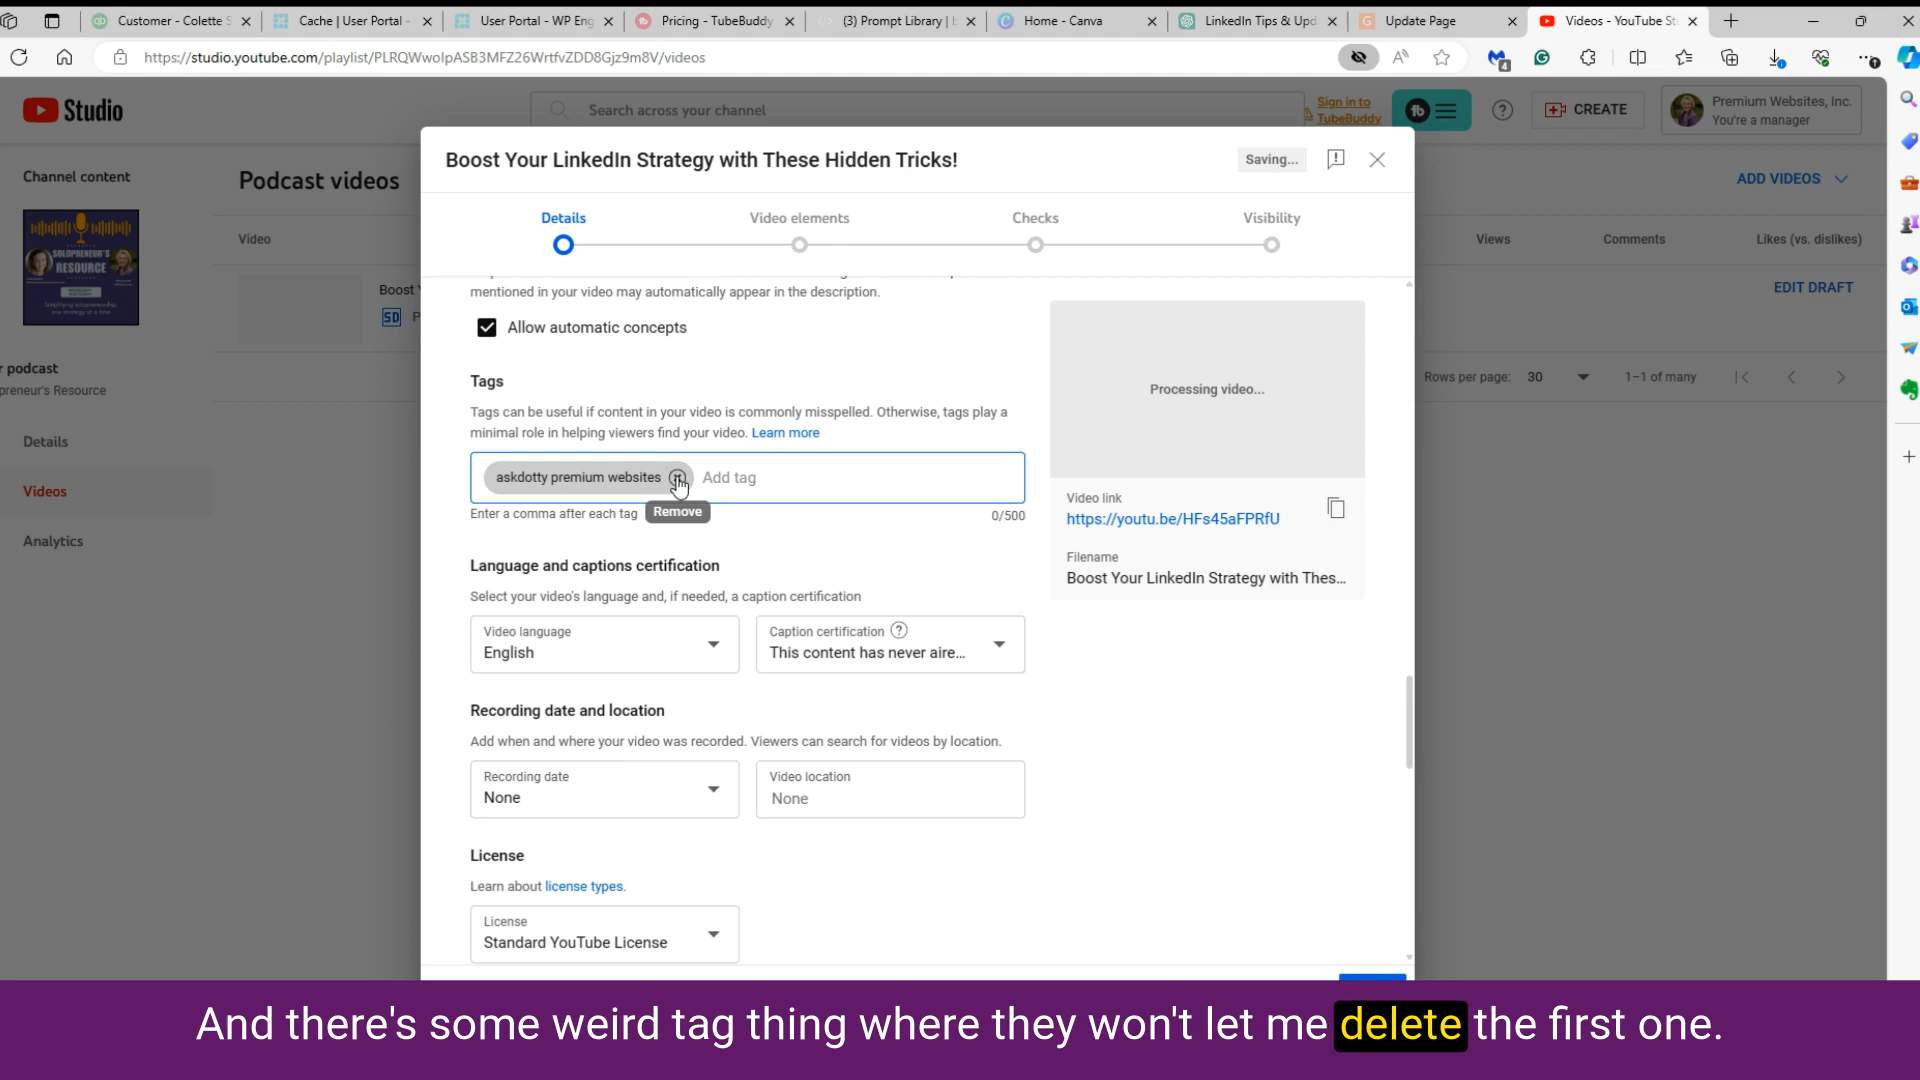 Customer - Colette S
Cache | User Portal -
User Portal - WP Eng
Pricing - TubeBuddy
(3) Prompt Library | b
Home - Canva
LinkedIn Tips & Upd
Update Page
Videos - YouTube St
https://studio.youtube.com/playlist/PLRQWwolpASB3MFZ26WrtfvZDD8Gjz9m8V/videos
4
Studio
Search across your channel
Sign in to
TubeBuddy
CREATE
Premium Websites, Inc.
You're a manager
Channel content
SOLOPRENEUR'S
RESOURCE
r podcast
preneur's Resource
Details
Videos
Analytics
Podcast videos
Video
Boost Y
SD P
ADD VIDEOS
Views
Comments
Likes (vs. dislikes)
EDIT DRAFT
Rows per page: 30
1–1 of many
Boost Your LinkedIn Strategy with These Hidden Tricks!
Saving...
Details
Video elements
Checks
Visibility
mentioned in your video may automatically appear in the description.
Allow automatic concepts
Tags
Tags can be useful if content in your video is commonly misspelled. Otherwise, tags play a
minimal role in helping viewers find your video. Learn more
askdotty premium websites
Add tag
Enter a comma after each tag
Remove
0/500
Language and captions certification
Select your video's language and, if needed, a caption certification
Video language
English
Caption certification
This content has never aire...
Recording date and location
Add when and where your video was recorded. Viewers can search for videos by location.
Recording date
None
Video location
None
License
Learn about license types.
License
Standard YouTube License
Processing video...
Video link
https://youtu.be/HFs45aFPRfU
Filename
Boost Your LinkedIn Strategy with Thes...
And there's some weird tag thing where they won't let me delete the first one.